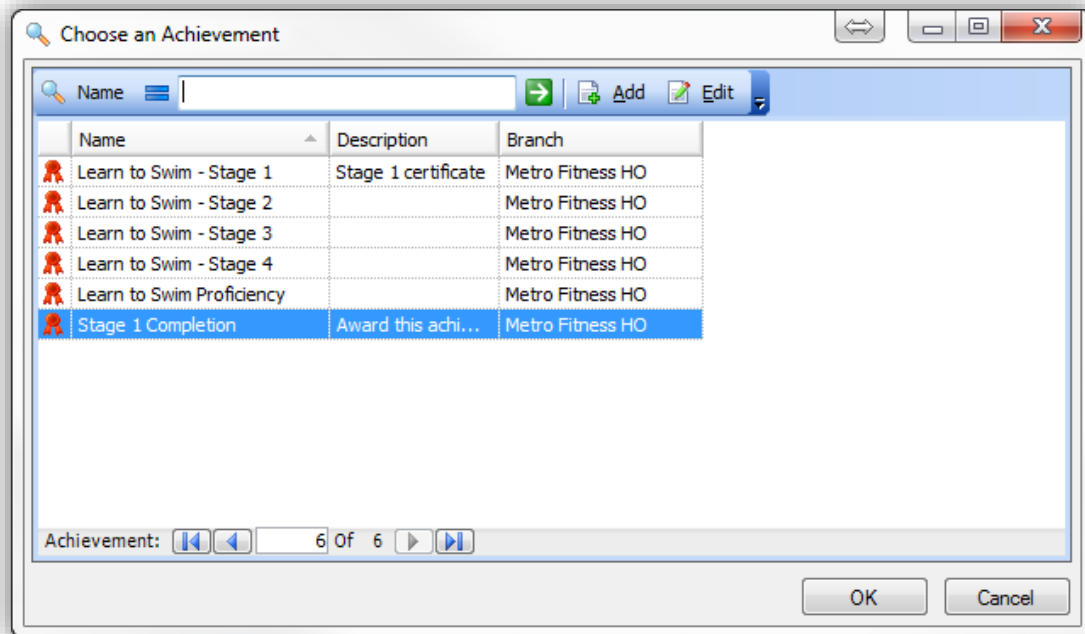 Choose an Achievement
Name Add Edit
Name Description Branch
Learn to Swim - Stage 1 Stage 1 certificate Metro Fitness HO
Learn to Swim - Stage 2 Metro Fitness HO
Learn to Swim - Stage 3 Metro Fitness HO
Learn to Swim - Stage 4 Metro Fitness HO
Learn to Swim Proficiency Metro Fitness HO
Stage 1 Completion Award this achi... Metro Fitness HO
Achievement: 6 Of 6
OK Cancel